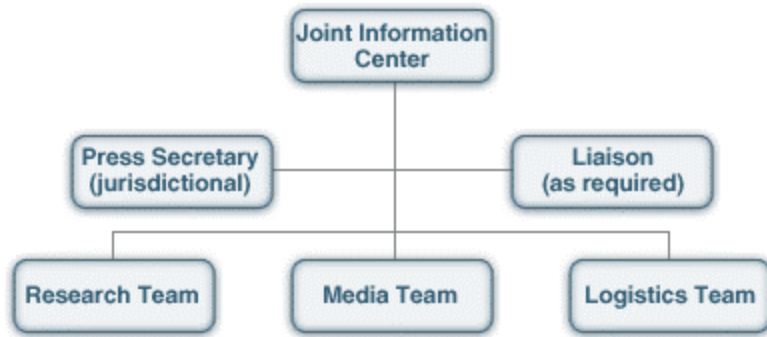 Joint Information
Center
Press Secretary
(jurisdictional)
Liaison
(as required)
Research Team
Media Team
Logistics Team